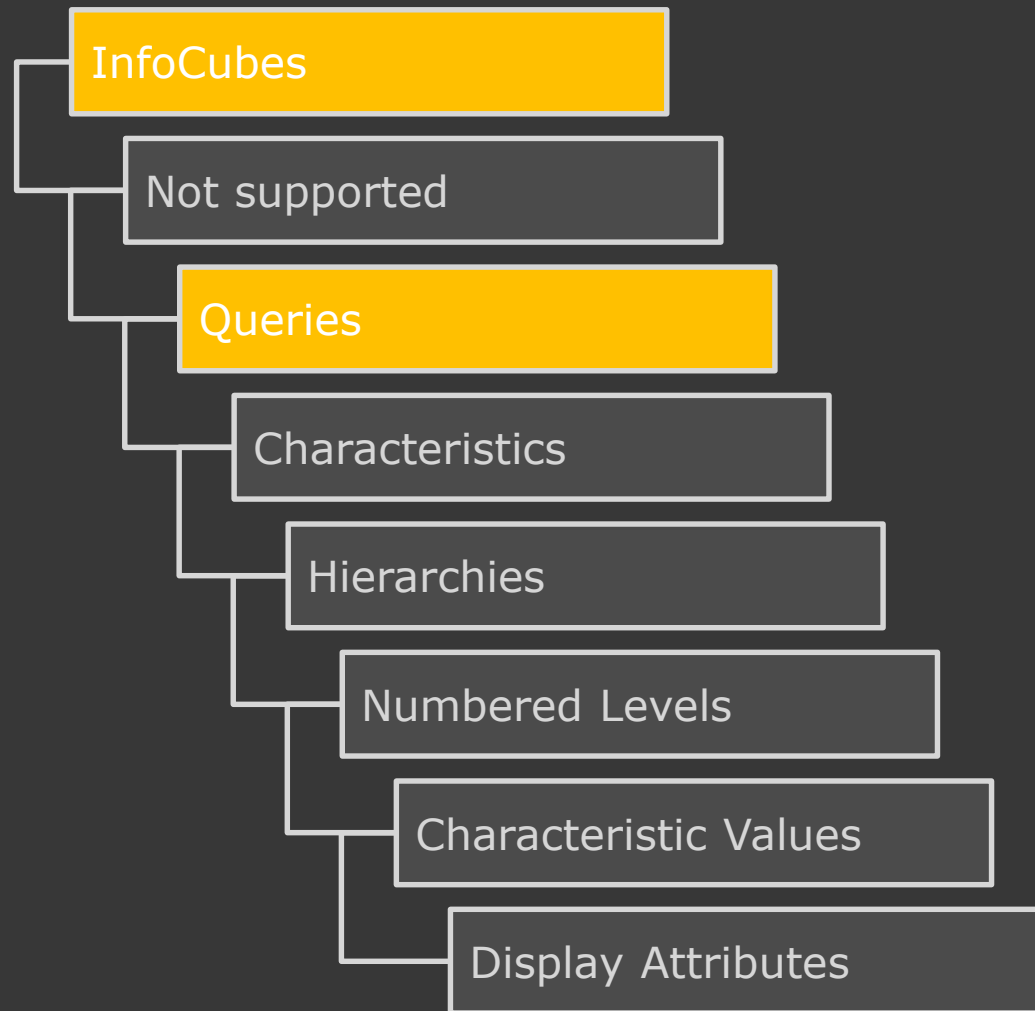 InfoCubes
Not supported
Queries
Characteristics
Hierarchies
Numbered Levels
Characteristic Values
Display Attributes